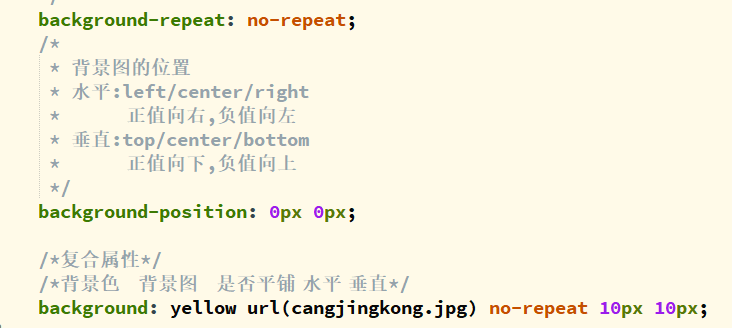 background-repeat: no-repeat;
/*
* 背景图的位置
* 水平:left/center/right
* 正值向右,负值向左
* 垂直:top/center/bottom
* 正值向下,负值向上
*/
background-position: 0px 0px;
/*复合属性*/
/*背景色 背景图 是否平铺 水平 垂直*/
background: yellow url(cangjingkong.jpg) no-repeat 10px 10px;